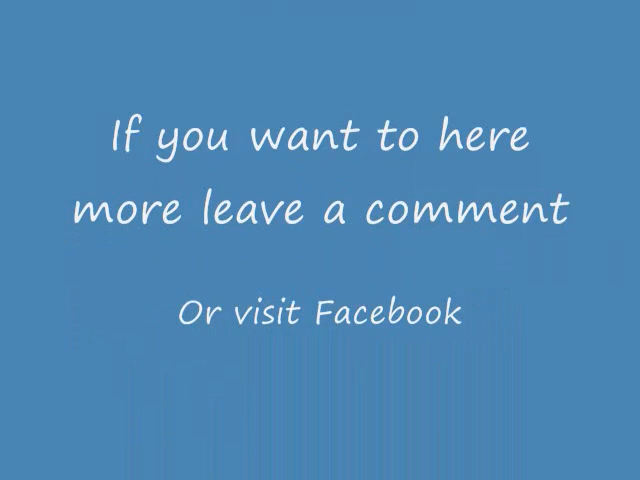 If you want to here
more leave a comment
Or visit Facebook